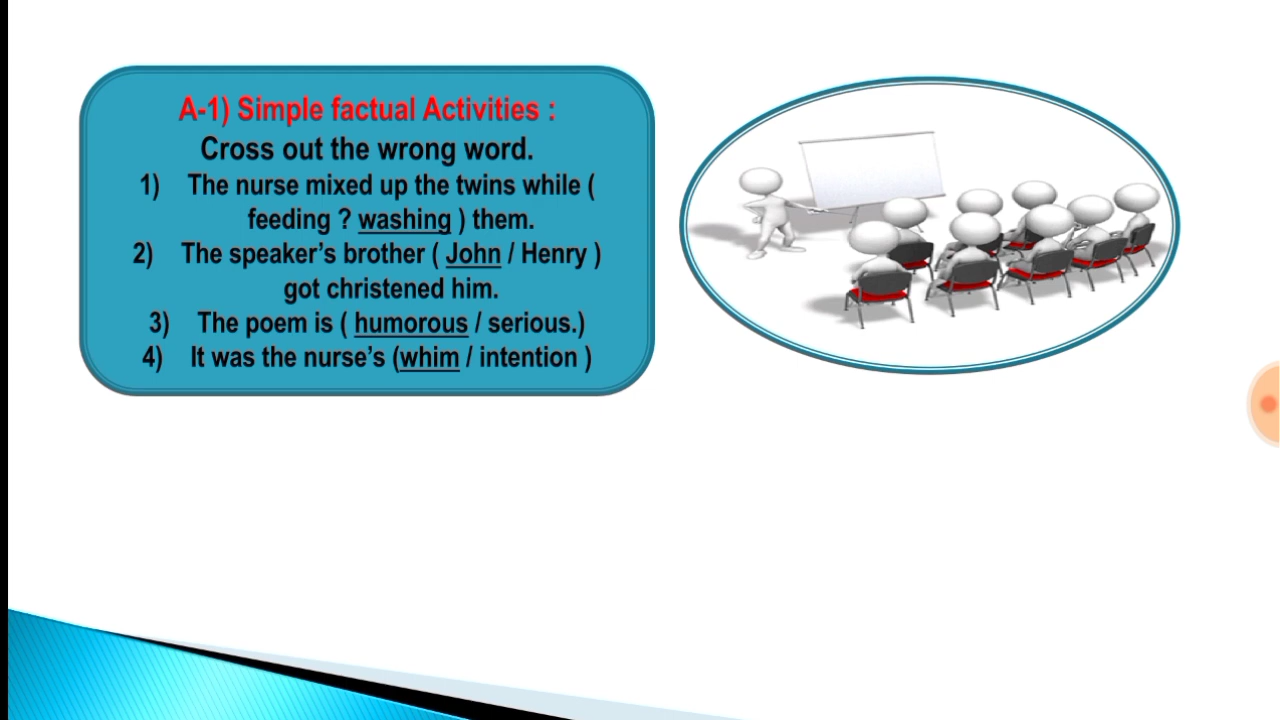 A-1) Simple factual Activities :
Cross out the wrong word.
1) The nurse mixed up the twins while (
feeding ? washing ) them.
2) The speaker’s brother ( John / Henry )
got christened him.
3) The poem is ( humorous / serious.)
4) It was the nurse’s (whim / intention )